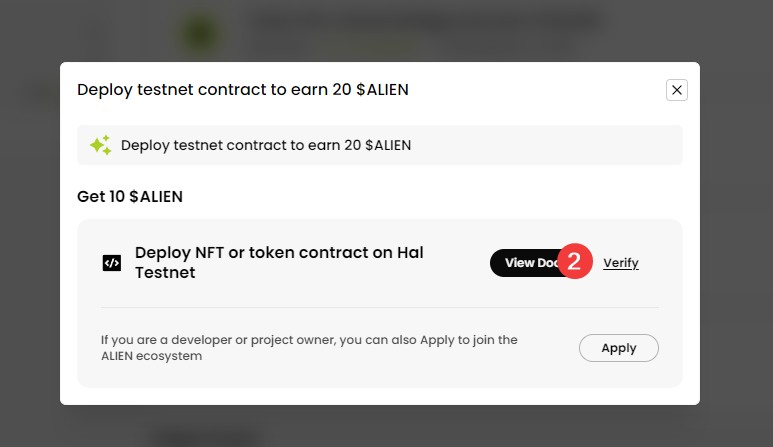 Deploy testnet contract to earn 20 $ALIEN
Deploy testnet contract to earn 20 $ALIEN
Get 10 $ALIEN
Deploy NFT or token contract on Hal
Testnet
View Doc
2
Verify
If you are a developer or project owner, you can also Apply to join the
ALIEN ecosystem
Apply